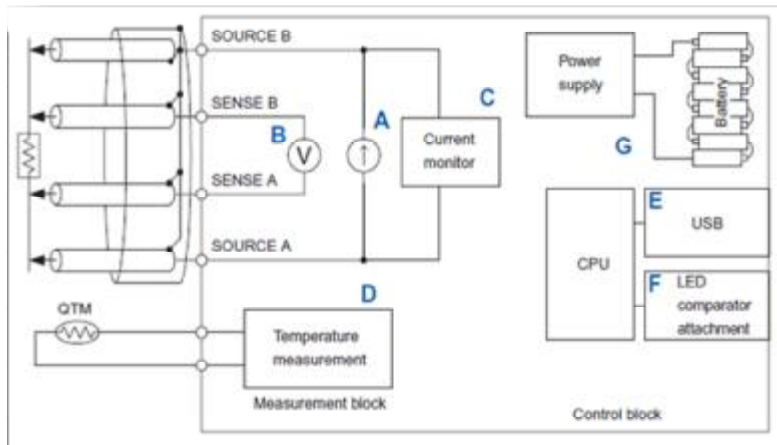 SOURCE B
SENSE B
B
V
A
C
Current
monitor
SENSE A
SOURCE A
Power
supply
Battery
G
CPU
E
USB
F
LED
comparator
attachment
QTM
D
Temperature
measurement
Measurement block
Control block